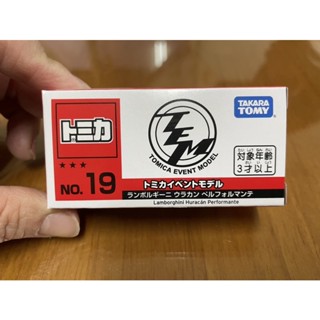 トミカ
★★★
NO. 19
TEM
TOMICA EVENT MODEL
TAKARA
TOMY
対象年齢
3才以上
トミカイベントモデル
ランボルギーニ ウラカン ペルフォルマンテ
Lamborghini Huracán Performante